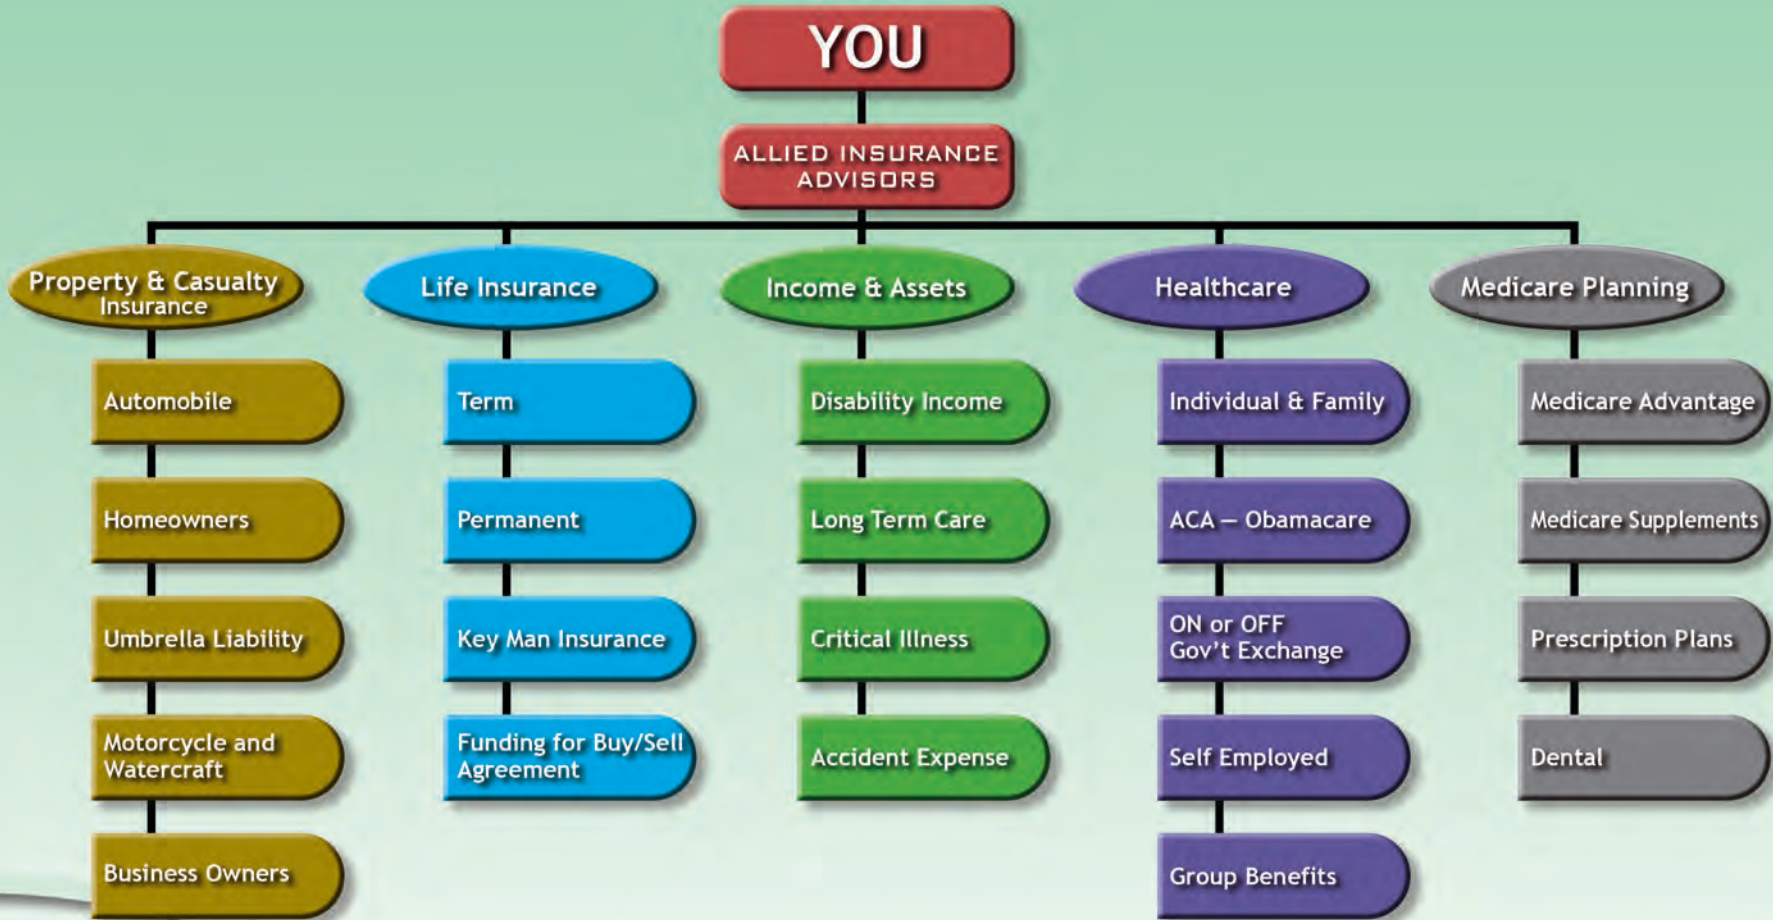 YOU
ALLIED INSURANCE
ADVISORS
Property & Casualty
Insurance
Automobile
Homeowners
Umbrella Liability
Motorcycle and
Watercraft
Business Owners
Life Insurance
Term
Permanent
Key Man Insurance
Funding for Buy/Sell
Agreement
Income & Assets
Disability Income
Long Term Care
Critical Illness
Accident Expense
Healthcare
Individual & Family
ACA — Obamacare
ON or OFF
Gov't Exchange
Self Employed
Group Benefits
Medicare Planning
Medicare Advantage
Medicare Supplements
Prescription Plans
Dental